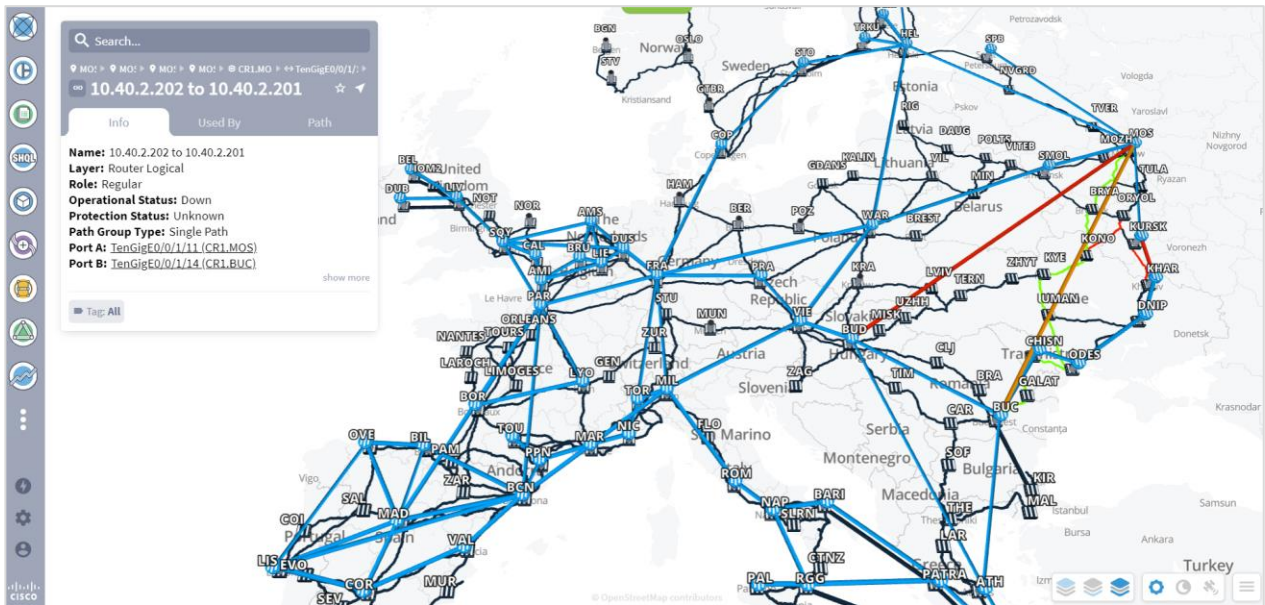 Search...
MO! MO! MO! MO! CR1.MO TenGigE0/0/1/:
10.40.2.202 to 10.40.2.201
Info Used By Path
Name: 10.40.2.202 to 10.40.2.201
Layer: Router Logical
Role: Regular
Operational Status: Down
Protection Status: Unknown
Path Group Type: Single Path
Port A: TenGigE0/0/1/11 (CR1.MOS)
Port B: TenGigE0/0/1/14 (CR1.BUC)
show more
Tag: All
SHQL
CISCO
BGN
OSLO
Norway
STV
Kristiansand
GTBR
Sweden
STO
TRKU
HEL
SPB
Petrozavodsk
NVGRD
Vologda
Estonia
Pskov
TVER
Yaroslavl
RIG
Latvia
DAUG
POLTS
VITEB
MOZH
MOS
Nizhny
Novgorod
COP
GDANS
KALIN
Lithuania
VIL
MIN
SMOL
TULA
Ryazan
BRYA
ORYOL
Belarus
BEL
United
Kingdom
DUB
LIV
NOT
NOR
HAM
BER
POZ
WAR
BREST
KURSK
Voronezh
KONO
KHAR
AMS
The
SOY
CAL
BRU
LIE
DUS
AMI
FRA
PRA
Czech
Republic
KRA
LVIV
TERN
ZHYT
KYE
UMAN
DNIP
Donetsk
Le Havre
PAR
STU
MUN
VIE
UZHH
MISK
BUD
Hungary
ORLEANS
NANTES
TOURS
ZUR
Austria
CLJ
CHISN
ODES
LAROCH
LIMOGES
LYO
GEN
ZAG
TIM
BRA
Romania
GALAT
BOR
TOR
MIL
CAR
BUC
Constanța
Krasnodar
OVE
BIL
PAM
TOU
PPN
MAR
NIC
FLO
San Marino
Serbia
SOF
Bulgaria
Vigo
ZAR
BCN
Montenegro
KIR
SAL
ROM
Macedonia
MAL
Istanbul
Samsun
COI
Portugal
MAD
Spain
NAP
BARI
SLRN
THE
Bursa
Ankara
LIS
EVO
VAL
CTNZ
LAR
Greece
COR
MUR
SEV
PAL
RGG
PATRA
ATH
Turkey
© OpenStreetMap contributors